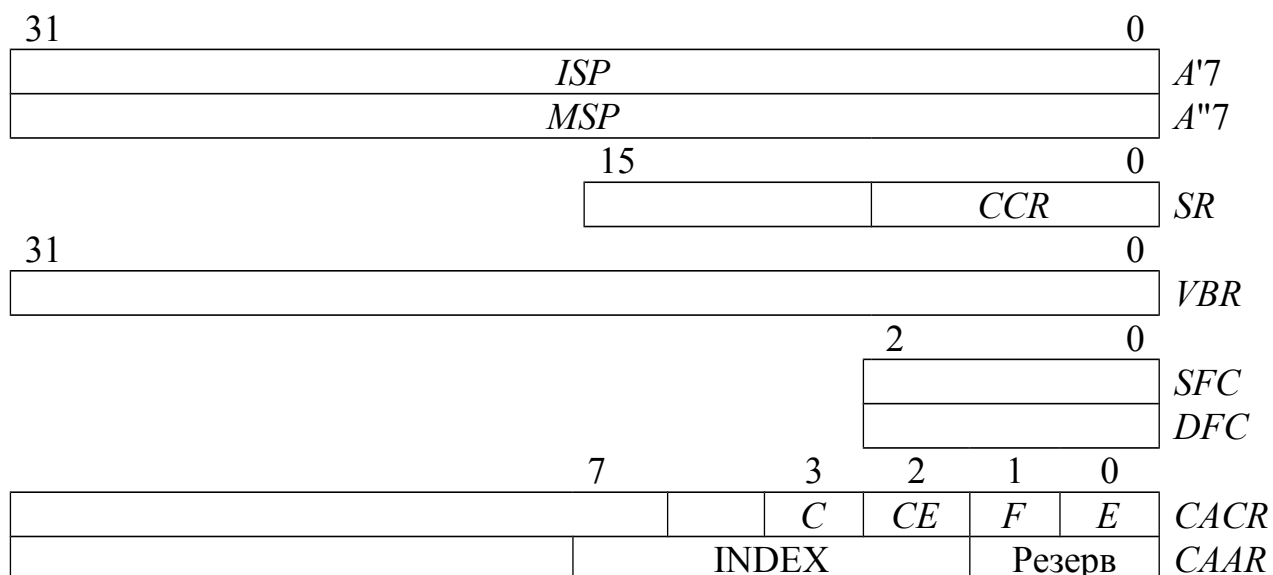 31 0
ISP A'7
MSP A"7
15 0
CCR SR
31 0
VBR
2 0
SFC
DFC
7 3 2 1 0
C CE F E CACR
INDEX Резерв CAAR